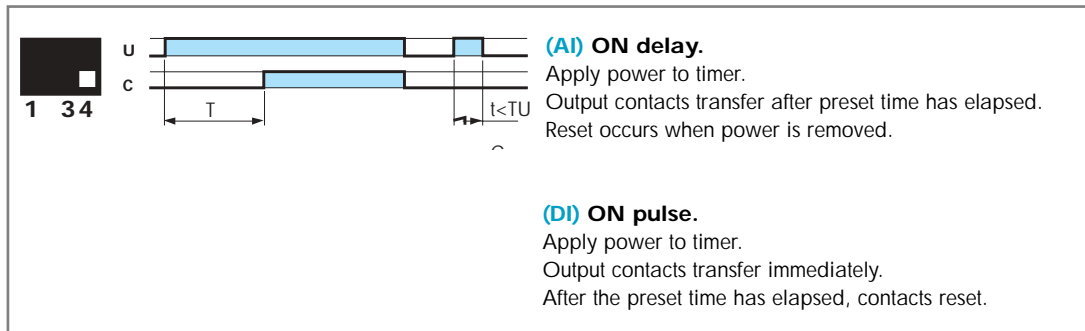 U
C
1 34
T
t<TU
(AI) ON delay.
Apply power to timer.
Output contacts transfer after preset time has elapsed.
Reset occurs when power is removed.
(DI) ON pulse.
Apply power to timer.
Output contacts transfer immediately.
After the preset time has elapsed, contacts reset.